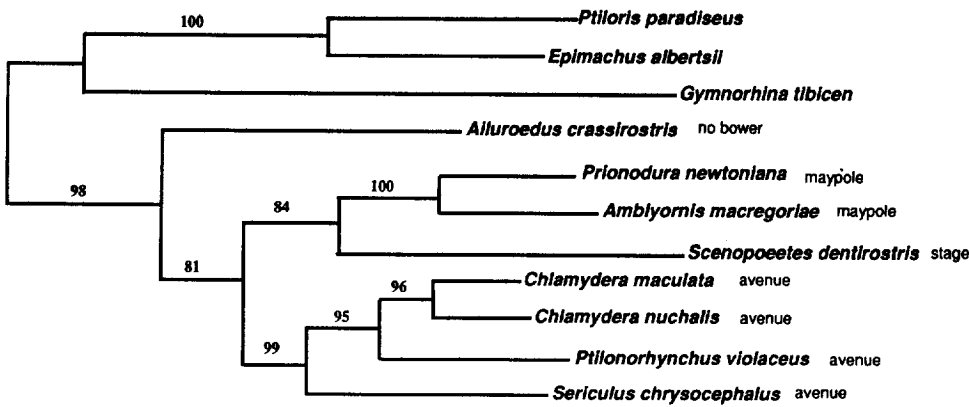 100
Ptiloris paradiseus
Epimachus albertsii
Gymnorhina tibicen
Ailuroedus crassirostris no bower
98
100
Prionodura newtoniana maypole
84
Amblyornis macregoriae maypole
Scenopoeetes dentirostris stage
81
96
Chlamydera maculata avenue
95
Chlamydera nuchalis avenue
99
Ptilonorhynchus violaceus avenue
Sericulus chrysocephalus avenue